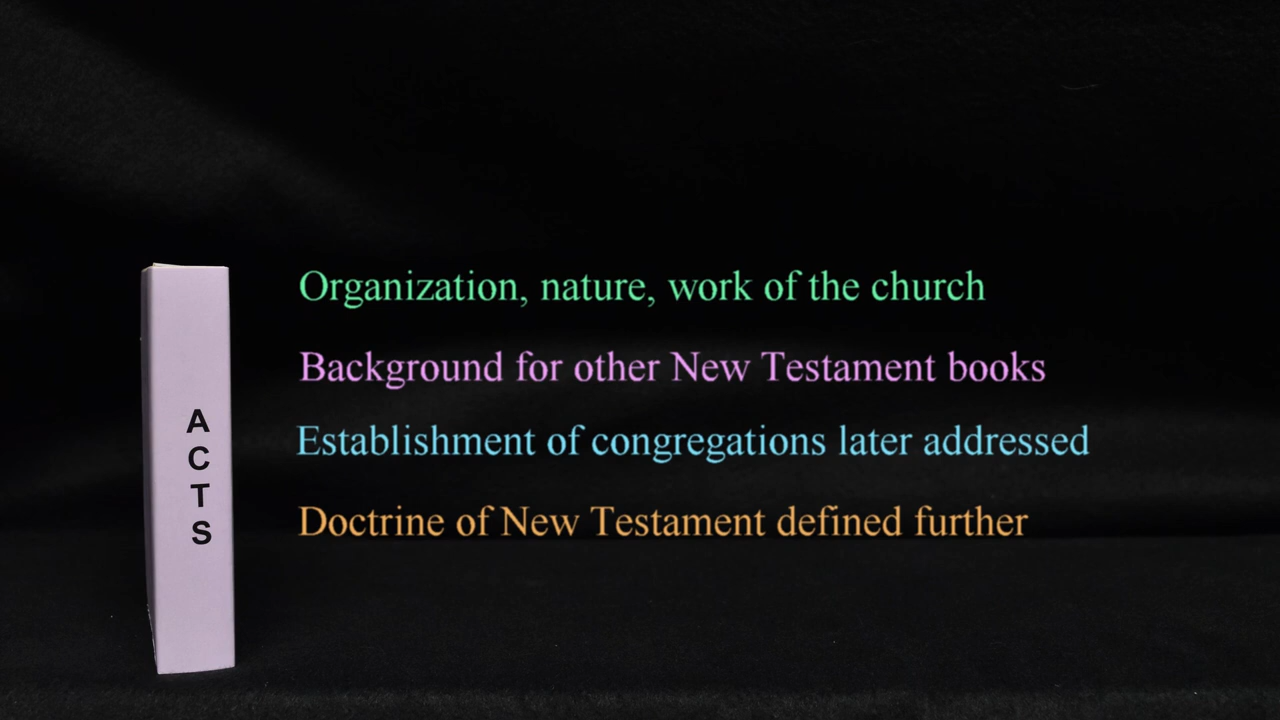 ACTS
Organization, nature, work of the church
Background for other New Testament books
Establishment of congregations later addressed
Doctrine of New Testament defined further